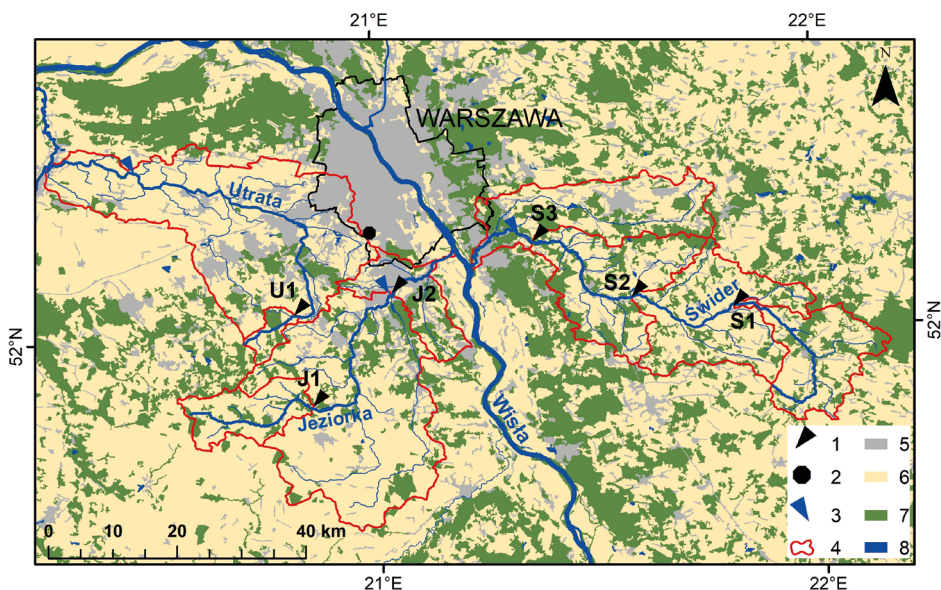 21°E
22°E
N
WARSZAWA
Utrata
S3
S2
Świder
S1
U1
J2
52°N
52°N
J1
Jeziorka
Wisła
1
5
2
6
3
7
4
8
0
10
20
40 km
21°E
22°E